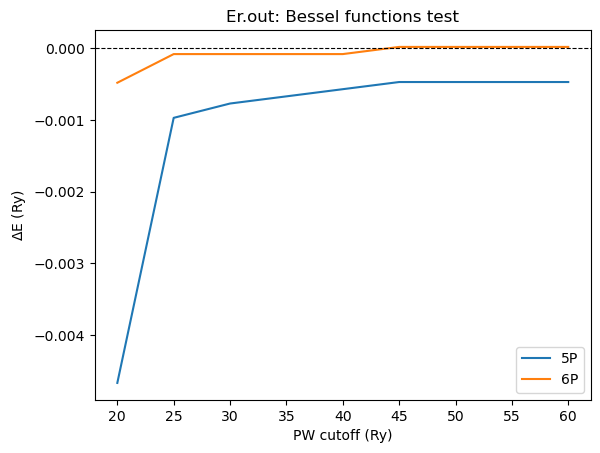 Er.out: Bessel functions test
0.000
−0.001
−0.002
−0.003
−0.004
ΔE (Ry)
5P
6P
20 25 30 35 40 45 50 55 60
PW cutoff (Ry)